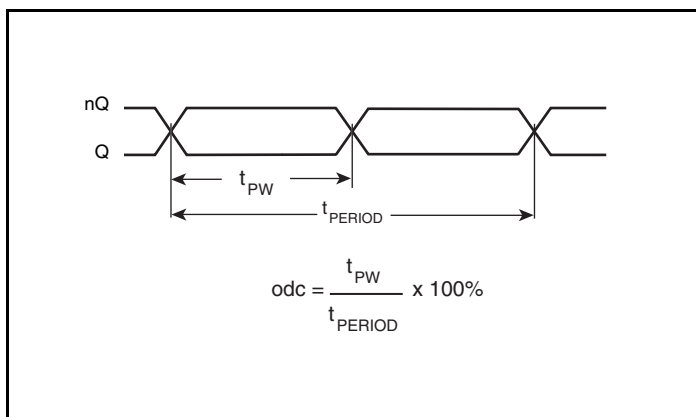 nQ
Q
tPW
tPERIOD
odc = tPW / tPERIOD x 100%